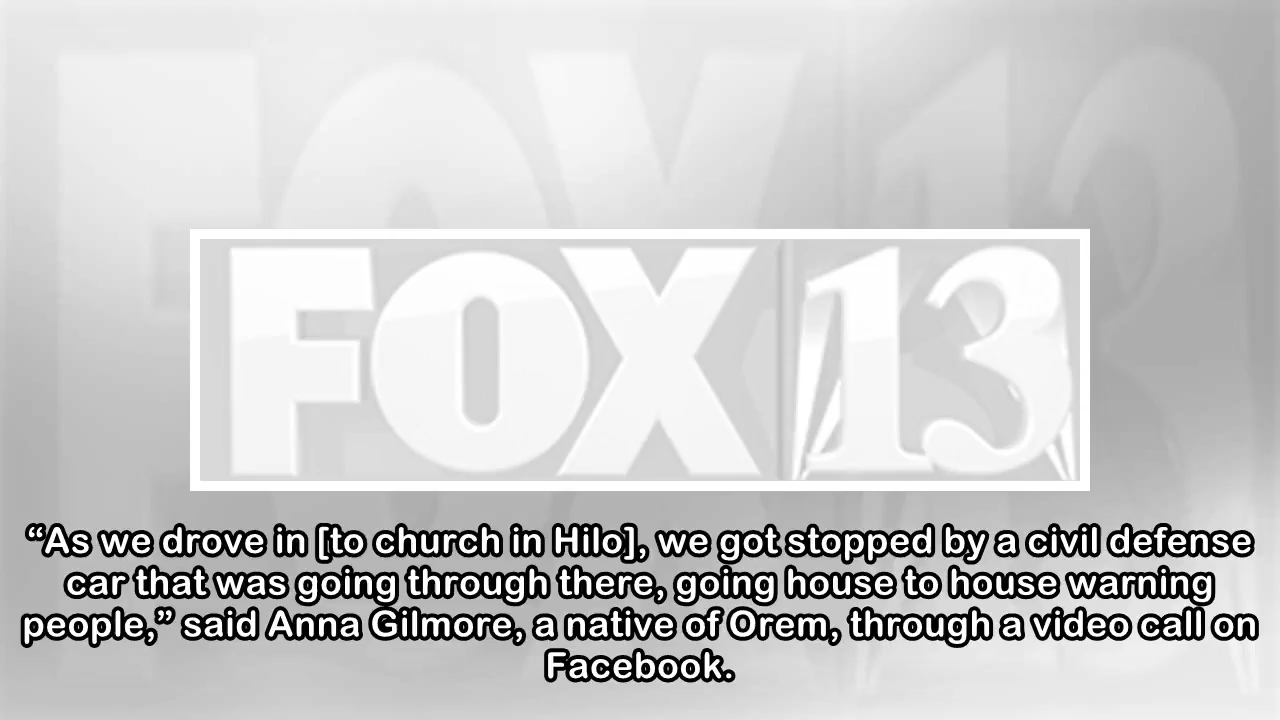 FOX 13
“As we drove in [to church in Hilo], we got stopped by a civil defense
car that was going through there, going house to house warning
people,” said Anna Gilmore, a native of Orem, through a video call on
Facebook.